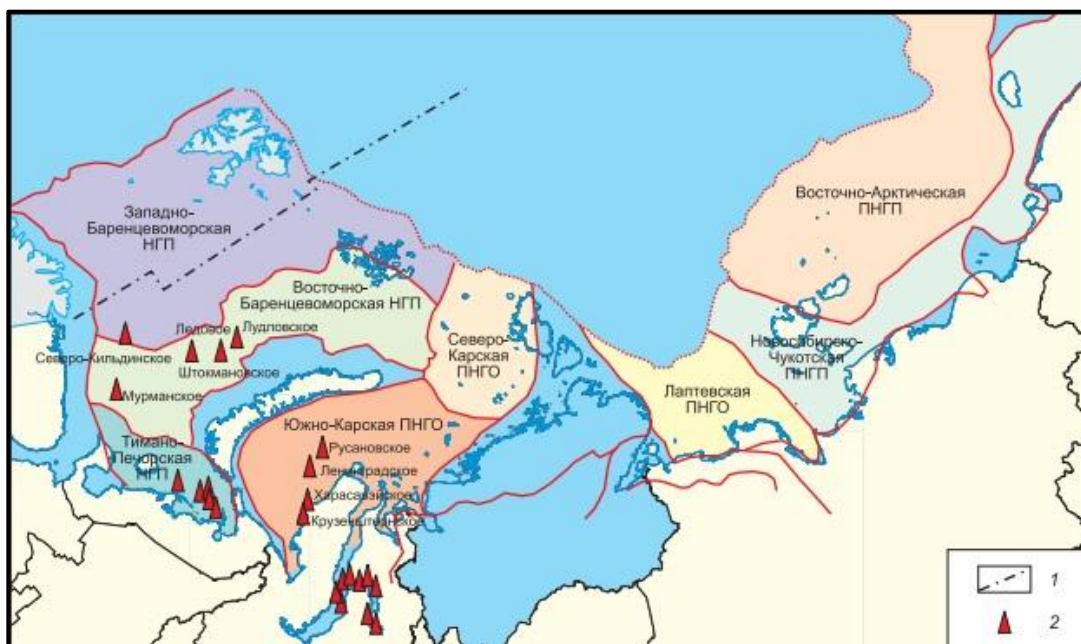 Западно-
Баренцевоморская
НГП
Восточно-Арктическая
ПНГП
Восточно-
Баренцевоморская НГП
Ледовое
Лудловское
Северо-Кильдинское
Штокмановское
Мурманское
Северо-
Карская
ПНГО
Новосибирско-
Чукотская
ПНГП
Лаптевская
ПНГО
Тимано-
Печорская
НГП
Южно-Карская ПНГО
Русановское
Ленинградское
Харасавэйское
Крузенштернское
1
2